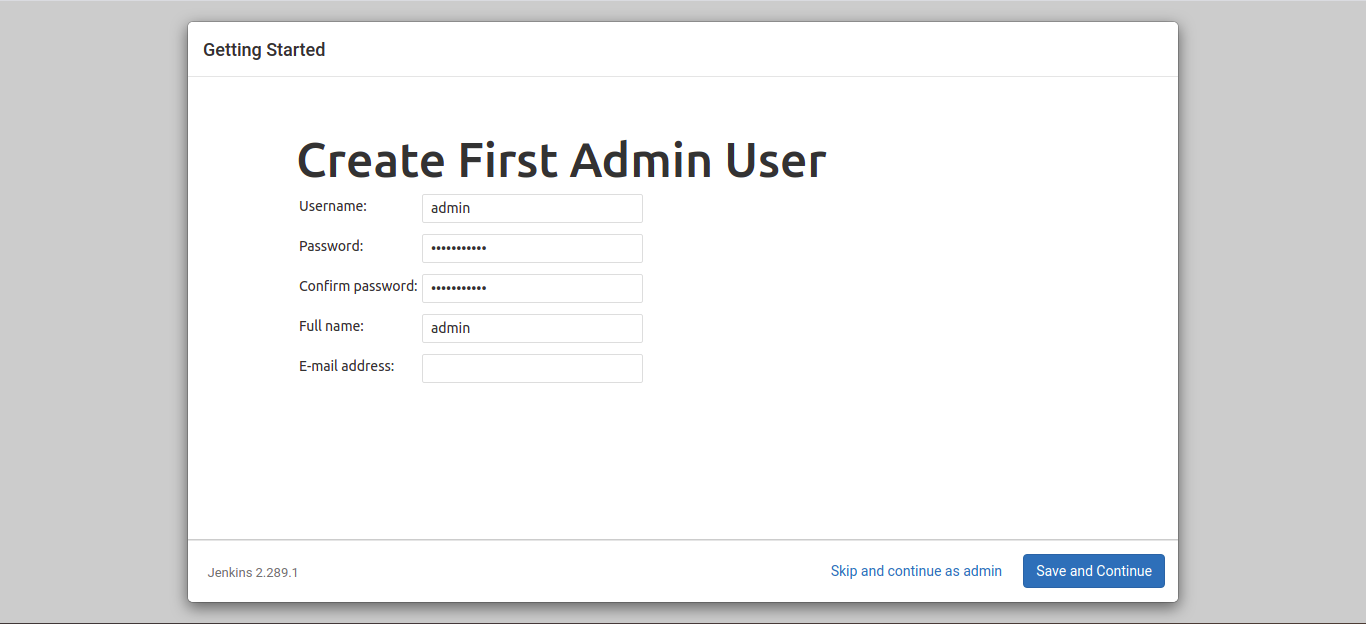 Getting Started
Create First Admin User
Username: admin
Password: •••••••••••
Confirm password: •••••••••••
Full name: admin
E-mail address:
Jenkins 2.289.1 Skip and continue as admin Save and Continue